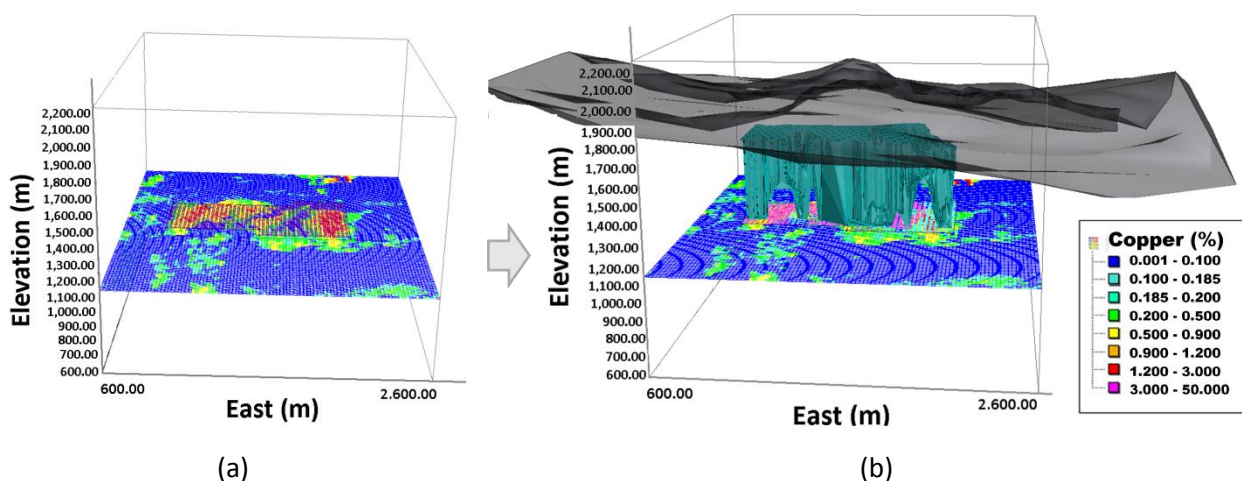 2,200.00
2,100.00
2,000.00
1,900.00
1,800.00
1,700.00
1,600.00
1,500.00
1,400.00
1,300.00
1,200.00
1,100.00
1,000.00
900.00
800.00
700.00
600.00
Elevation (m)
600.00
2.600.00
East (m)
(a)
2,200.00
2,100.00
2,000.00
1,900.00
1,800.00
1,700.00
1,600.00
1,500.00
1,400.00
1,300.00
1,200.00
1,100.00
1,000.00
900.00
800.00
700.00
600.00
Elevation (m)
600.00
2.600.00
East (m)
(b)
Copper (%)
0.001 - 0.100
0.100 - 0.185
0.185 - 0.200
0.200 - 0.500
0.500 - 0.900
0.900 - 1.200
1.200 - 3.000
3.000 - 50.000